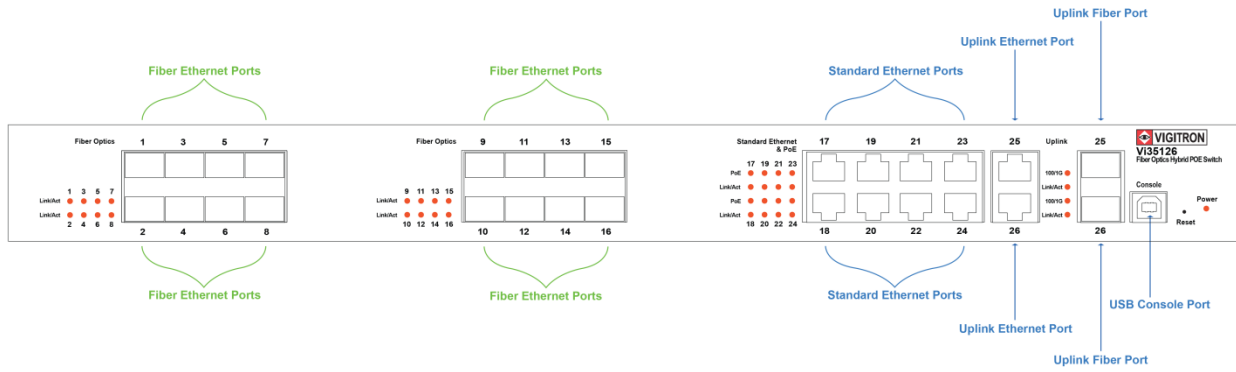 Uplink Fiber Port
Uplink Ethernet Port
Fiber Ethernet Ports
Fiber Ethernet Ports
Standard Ethernet Ports
Fiber Optics
1 3 5 7
Link/Act
1 3 5 7
Link/Act
2 4 6 8
2 4 6 8
Fiber Optics
9 11 13 15
Link/Act
9 11 13 15
Link/Act
10 12 14 16
10 12 14 16
Standard Ethernet
& PoE
17 19 21 23
17 19 21 23
PoE
Link/Act
PoE
Link/Act
18 20 22 24
18 20 22 24
25
26
Uplink
100/1G
Link/Act
100/1G
Link/Act
25
26
VIGITRON
Vi35126
Fiber Optics Hybrid POE Switch
Console
Reset
Power
Fiber Ethernet Ports
Fiber Ethernet Ports
Standard Ethernet Ports
USB Console Port
Uplink Ethernet Port
Uplink Fiber Port